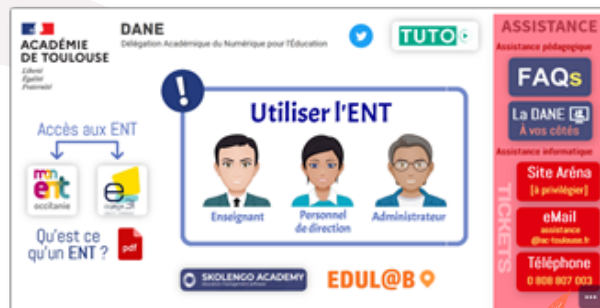 ACADÉMIE
DE TOULOUSE
Liberté
Égalité
Fraternité
DANE
Délégation Académique du Numérique pour l'Éducation
TUTO
Accès aux ENT
mon
ent
occitanie
Qu'est ce
qu'un ENT ?
pdf
!
Utiliser l'ENT
Enseignant
Personnel
de direction
Administrateur
SKOLENGO ACADEMY
EDUL@B
ASSISTANCE
Assistance pédagogique
FAQs
La DANE
À vos côtés
Assistance informatique
TICKETS
Site Aréna
(à privilégier)
eMail
assistance
@ac-toulouse.fr
Téléphone
0 808 807 003